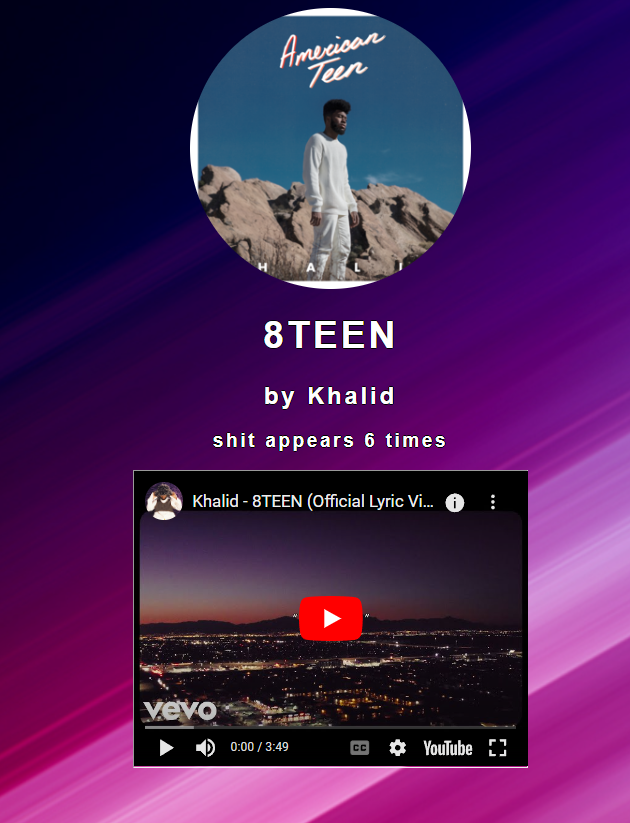 American
Teen
H A L I
8TEEN
by Khalid
shit appears 6 times
Khalid - 8TEEN (Official Lyric Vi...
" "
vevo
0:00 / 3:49
CC
YouTube